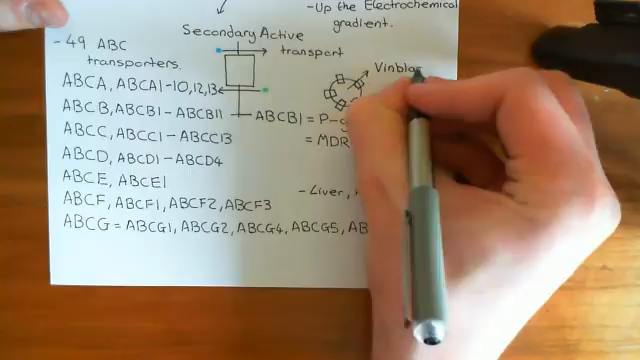 -Up the Electrochemical
gradient.
Secondary Active
transport
-49 ABC
transporters.
ABCA, ABCA1-10,12,13
ABCB, ABCB1-ABCB11
ABCC, ABCC1-ABCC13
ABCD, ABCD1-ABCD4
ABCE, ABCE1
ABCF, ABCF1, ABCF2, ABCF3
ABCG = ABCG1, ABCG2, ABCG4, ABCG5, AB
Vinblas
ABCB1 = P-g
= MDR
-Liver,